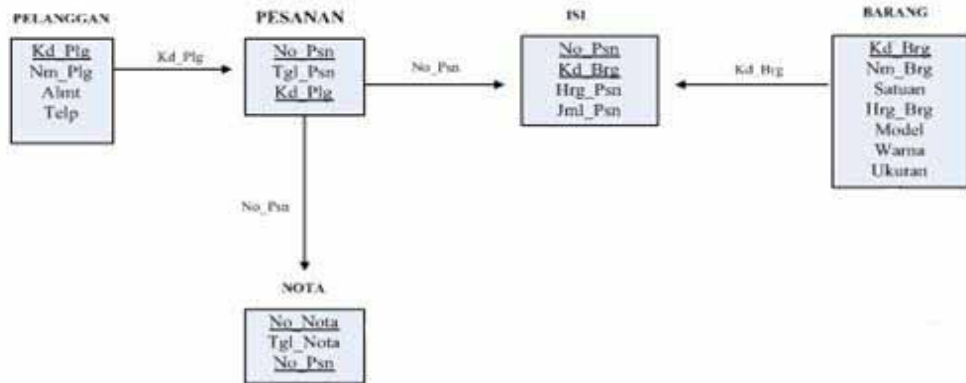 PELANGGAN
Kd_Plg
Nm_Plg
Almt
Telp
Kd_Plg
PESANAN
No_Psn
Tgl_Psn
Kd_Plg
No_Psn
ISI
No_Psn
Kd_Brg
Hrg_Psn
Jml_Psn
Kd_Brg
BARANG
Kd_Brg
Nm_Brg
Satuan
Hrg_Brg
Model
Warna
Ukuran
No_Psn
NOTA
No_Nota
Tgl_Nota
No_Psn